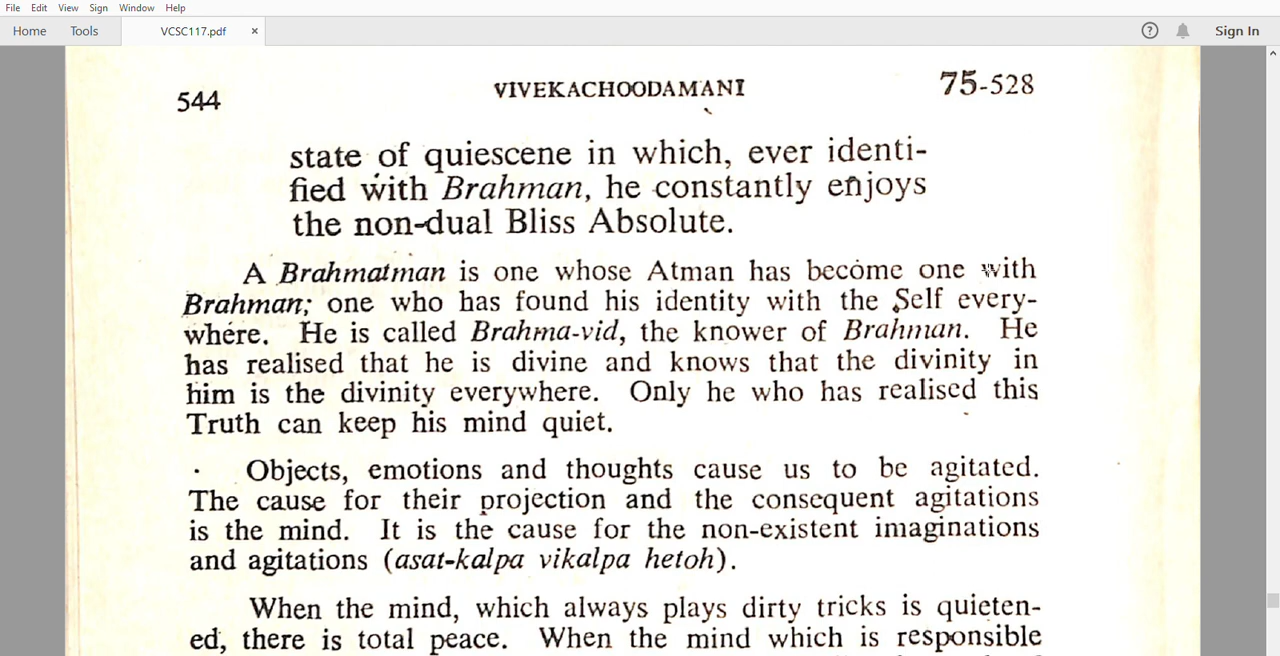 File Edit View Sign Window Help
Home Tools VCSC117.pdf × Sign In
544 VIVEKACHOODAMANI 75-528
state of quiescene in which, ever identi-
fied with Brahman, he constantly enjoys
the non-dual Bliss Absolute.
A Brahmatman is one whose Atman has become one with
Brahman; one who has found his identity with the Self every-
where. He is called Brahma-vid, the knower of Brahman. He
has realised that he is divine and knows that the divinity in
him is the divinity everywhere. Only he who has realised this
Truth can keep his mind quiet.
Objects, emotions and thoughts cause us to be agitated.
The cause for their projection and the consequent agitations
is the mind. It is the cause for the non-existent imaginations
and agitations (asat-kalpa vikalpa hetoh).
When the mind, which always plays dirty tricks is quieten-
ed, there is total peace. When the mind which is responsible